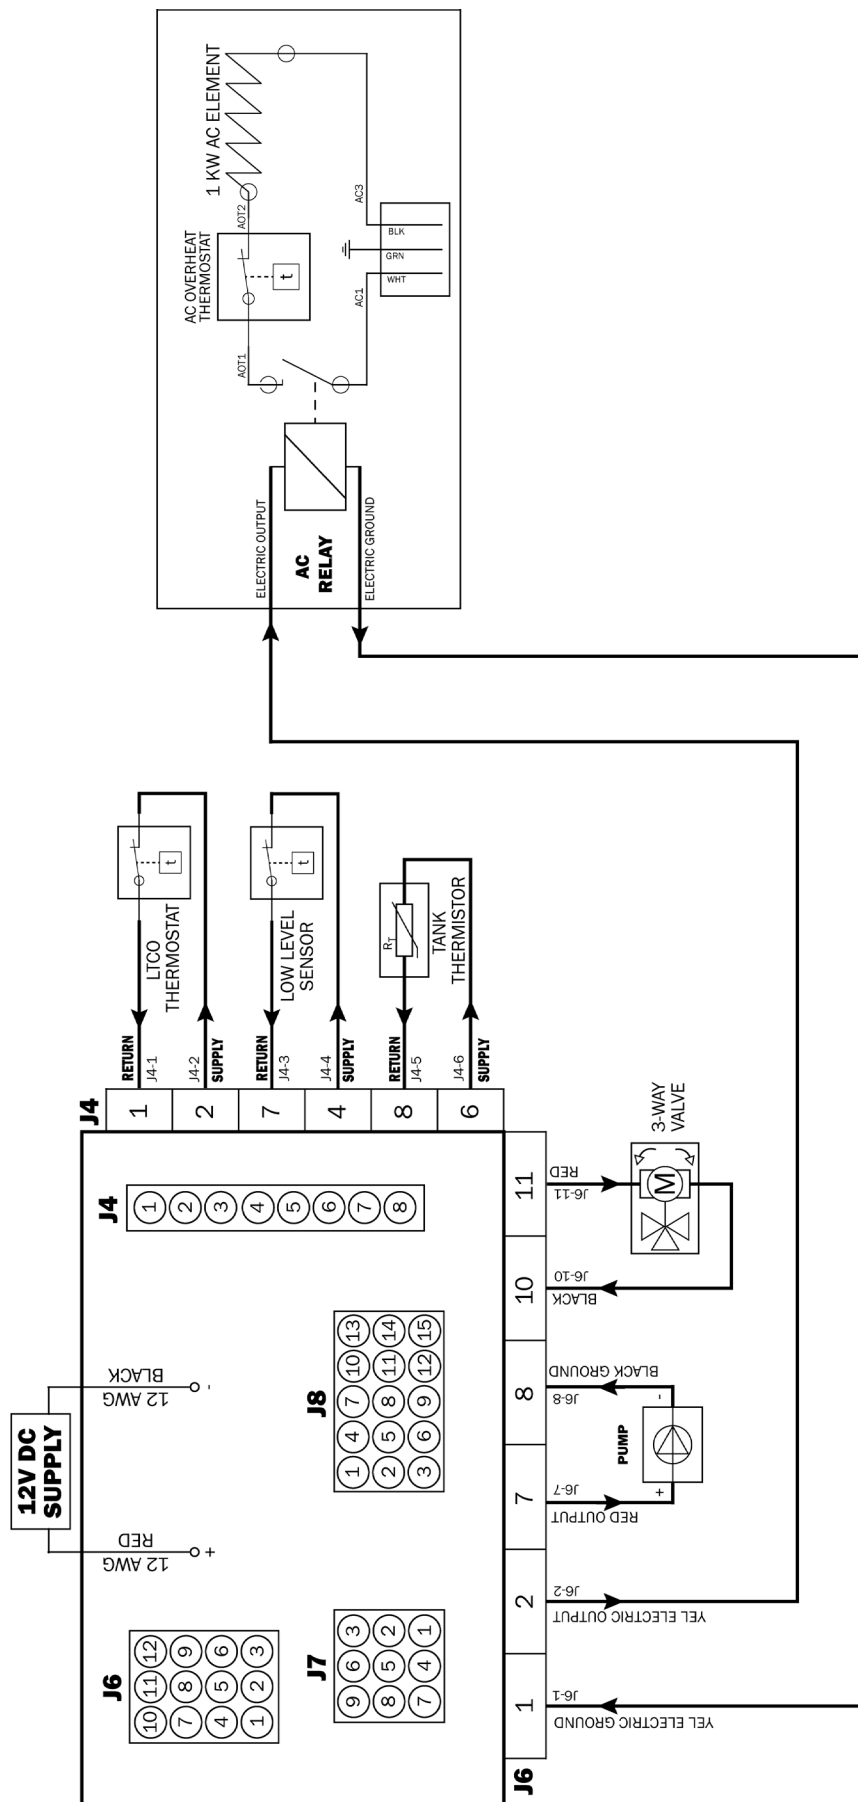 1 KW AC ELEMENT
AOT2
AC OVERHEAT
THERMOSTAT
t
AOT1
AC3
BLK
GRN
WHT
AC1
ELECTRIC OUTPUT
AC
RELAY
ELECTRIC GROUND
LTCO
THERMOSTAT
t
LOW LEVEL
SENSOR
t
TANK
THERMISTOR
RT
RETURN
J4-1
J4-2
SUPPLY
RETURN
J4-3
J4-4
SUPPLY
RETURN
J4-5
J4-6
SUPPLY
J4
1
2
7
4
8
6
J4
1
2
3
4
5
6
7
8
12V DC
SUPPLY
BLACK
12 AWG
-
RED
12 AWG
+
J8
13 14 15
10 11 12
7 8 9
4 5 6
1 2 3
J6
12 9 6 3
11 8 5 2
10 7 4 1
J7
3 2 1
6 5 4
9 8 7
11
10
8
7
2
1
J6
RED
J6-11
3-WAY
VALVE
M
J6-10
BLACK
BLACK GROUND
J6-8
-
PUMP
+
J6-7
RED OUTPUT
J6-2
YEL ELECTRIC OUTPUT
J6-1
YEL ELECTRIC GROUND